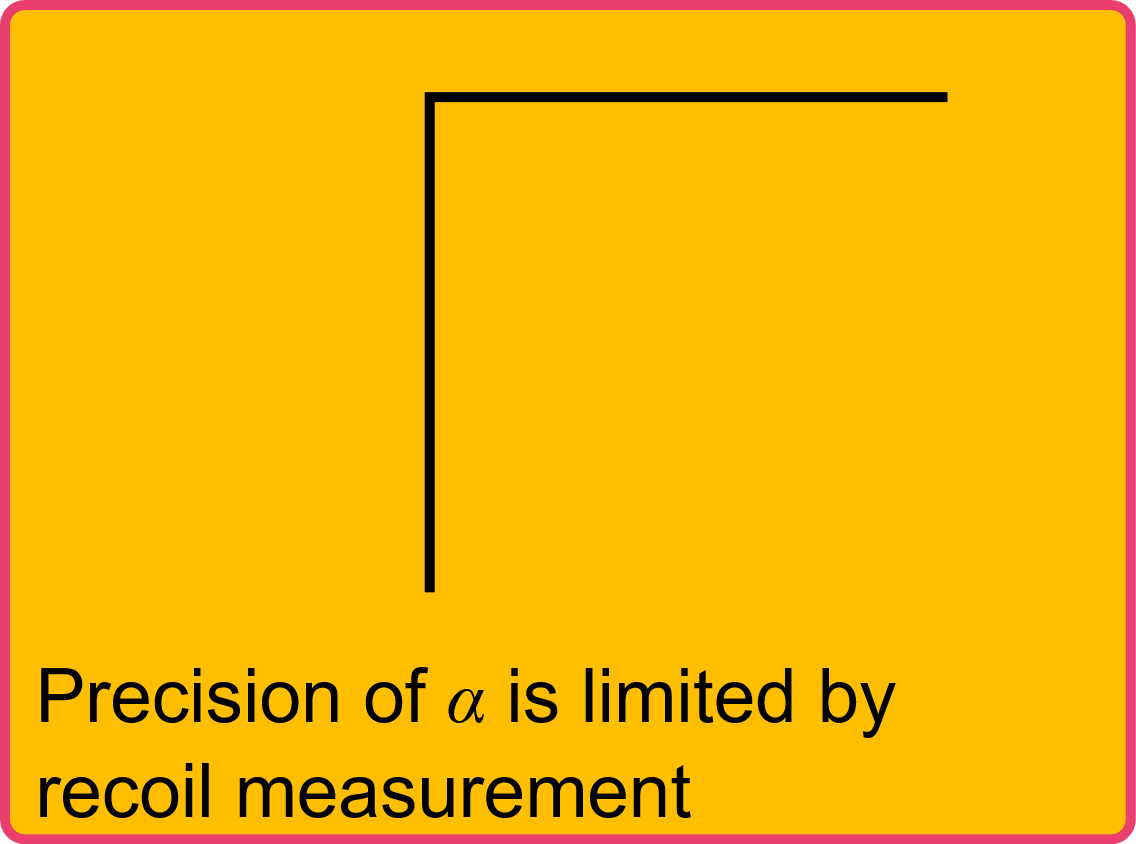 Precision of α is limited by
recoil measurement